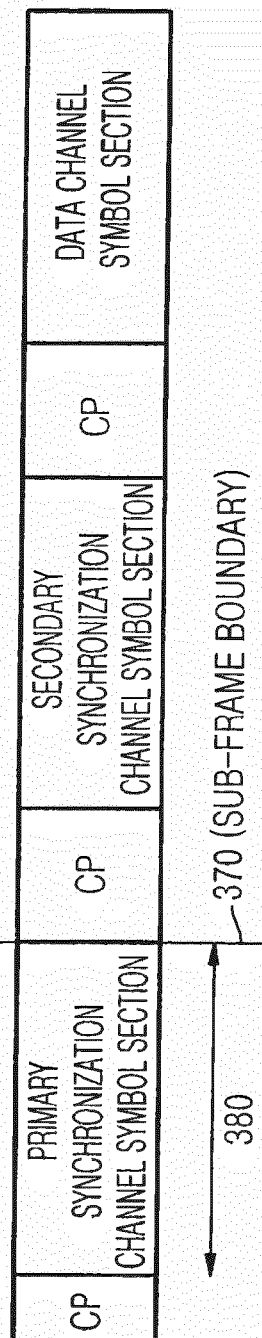 CP
PRIMARY
SYNCHRONIZATION
CHANNEL SYMBOL SECTION
CP
SECONDARY
SYNCHRONIZATION
CHANNEL SYMBOL SECTION
CP
DATA CHANNEL
SYMBOL SECTION
380
370 (SUB-FRAME BOUNDARY)